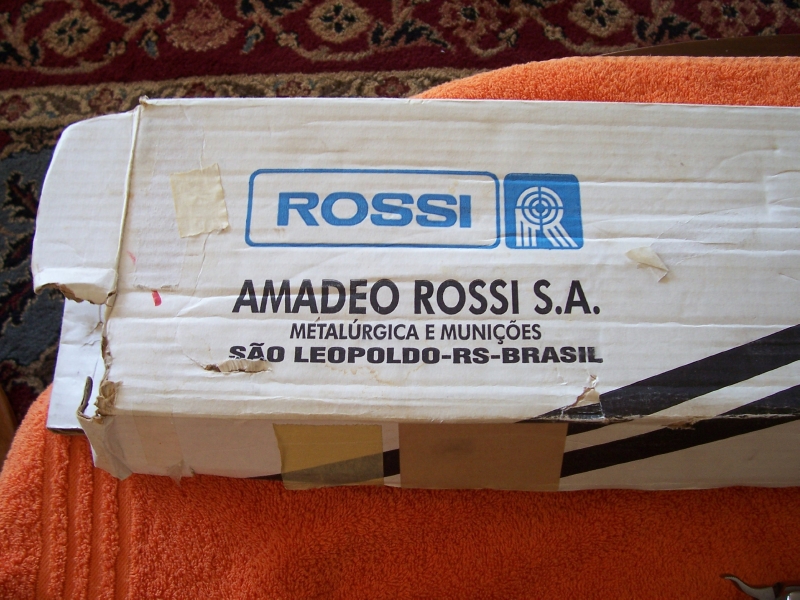 ROSSI
AMADEO ROSSI S.A.
METALÚRGICA E MUNIÇÕES
SÃO LEOPOLDO-RS-BRASIL